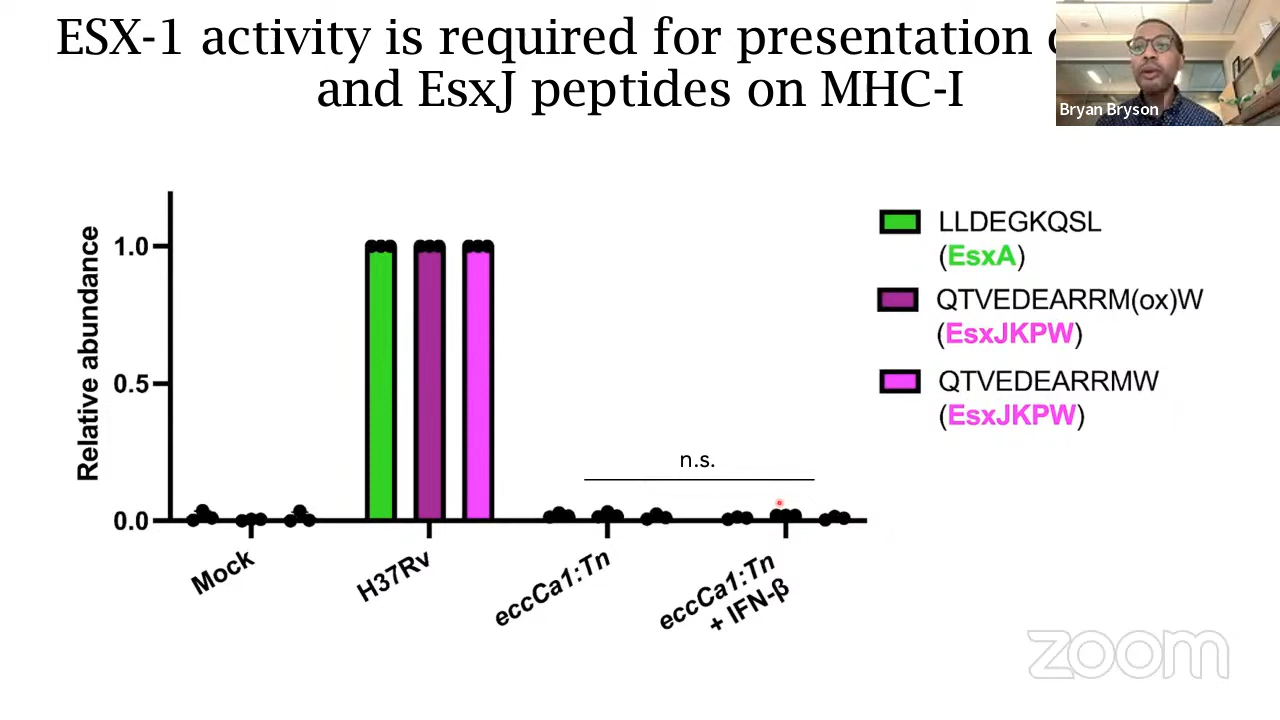 ESX-1 activity is required for presentation
and EsxJ peptides on MHC-I
Bryan Bryson
Relative abundance
1.0
0.5
0.0
n.s.
Mock
H37Rv
eccCa1:Tn
eccCa1:Tn
+ IFN-β
LLDEGKQSL
(EsxA)
QTVEDEARRM(ox)W
(EsxJKPW)
QTVEDEARRMW
(EsxJKPW)
zoom